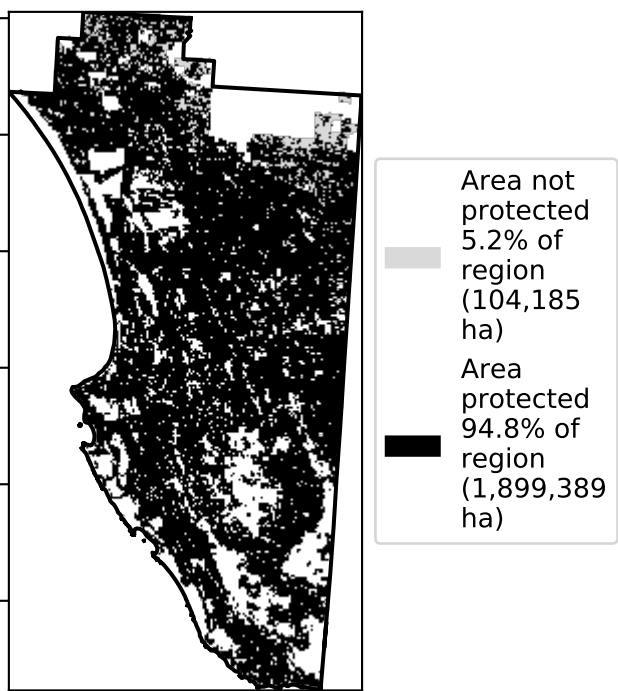 Area not
protected
5.2% of
region
(104,185
ha)
Area
protected
94.8% of
region
(1,899,389
ha)